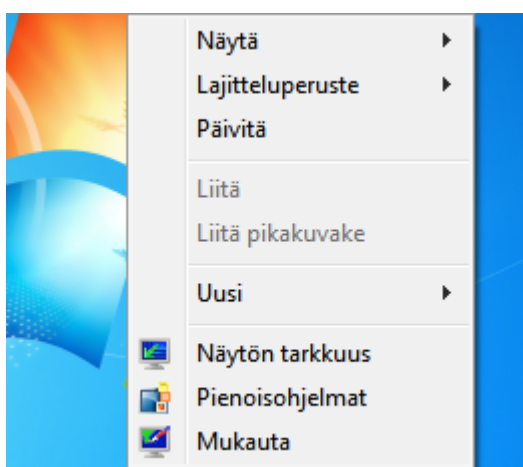 Näytä
Lajitteluperuste
Päivitä
Liitä
Liitä pikakuvake
Uusi
Näytön tarkkuus
Pienoisohjelmat
Mukauta